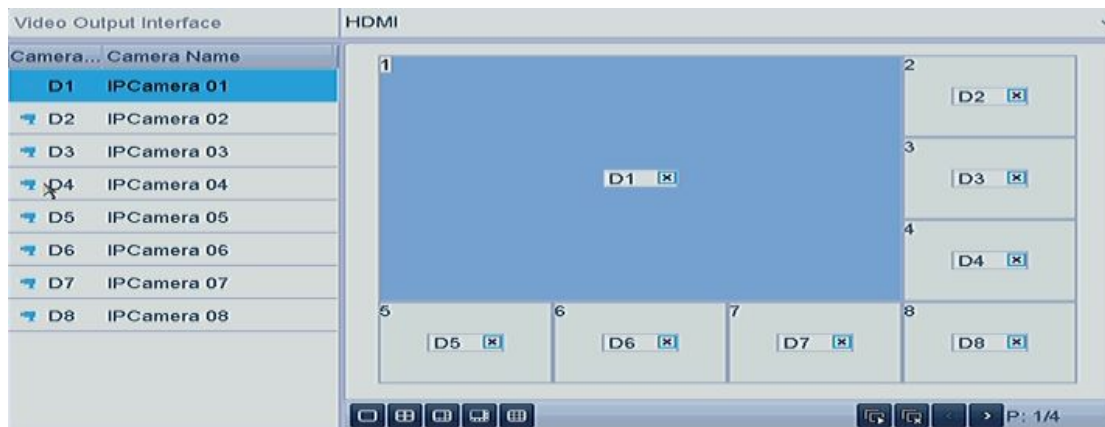 Video Output Interface HDMI
Camera... Camera Name
D1 IPCamera 01
D2 IPCamera 02
D3 IPCamera 03
D4 IPCamera 04
D5 IPCamera 05
D6 IPCamera 06
D7 IPCamera 07
D8 IPCamera 08
1
D1
2
D2
3
D3
4
D4
5
D5
6
D6
7
D7
8
D8
P: 1/4